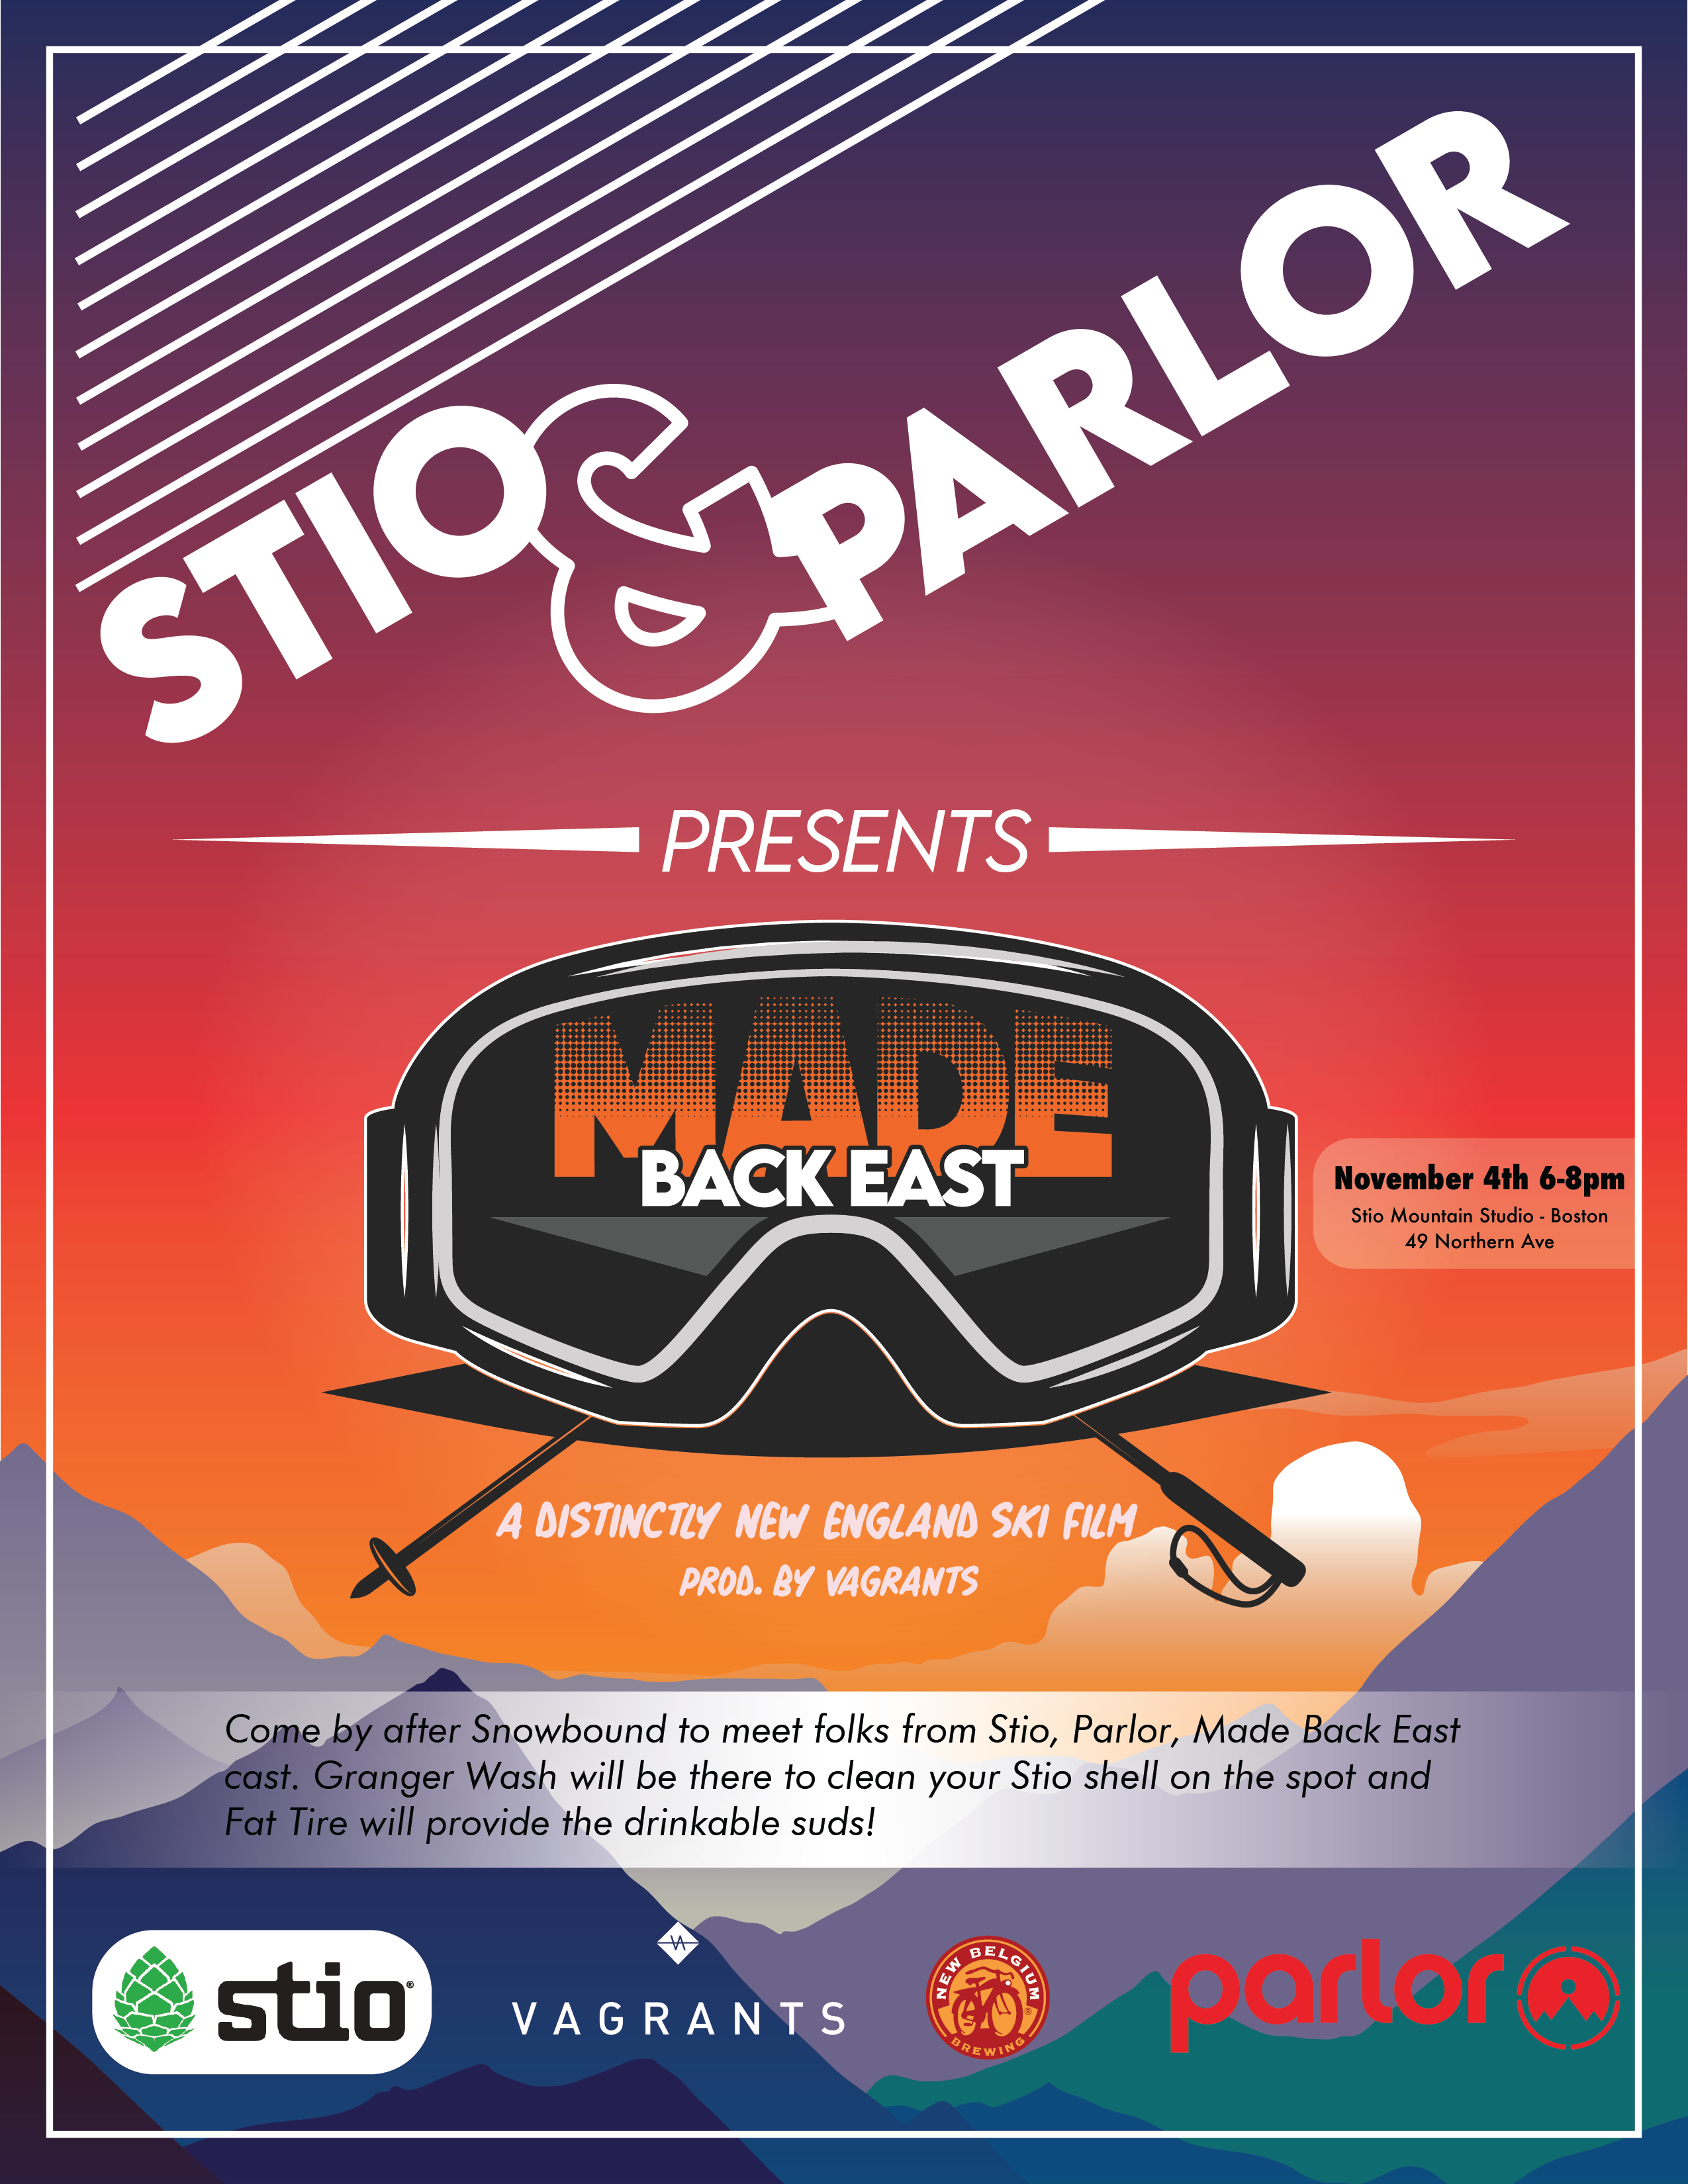 STIO & PARLOR
PRESENTS
MADE
BACK EAST
November 4th 6-8pm
Stio Mountain Studio - Boston
49 Northern Ave
A DISTINCTLY NEW ENGLAND SKI FILM
PROD. BY VAGRANTS
Come by after Snowbound to meet folks from Stio, Parlor, Made Back East
cast. Granger Wash will be there to clean your Stio shell on the spot and
Fat Tire will provide the drinkable suds!
stio®
VAGRANTS
NEW BELGIUM
®
BREWING
parlor